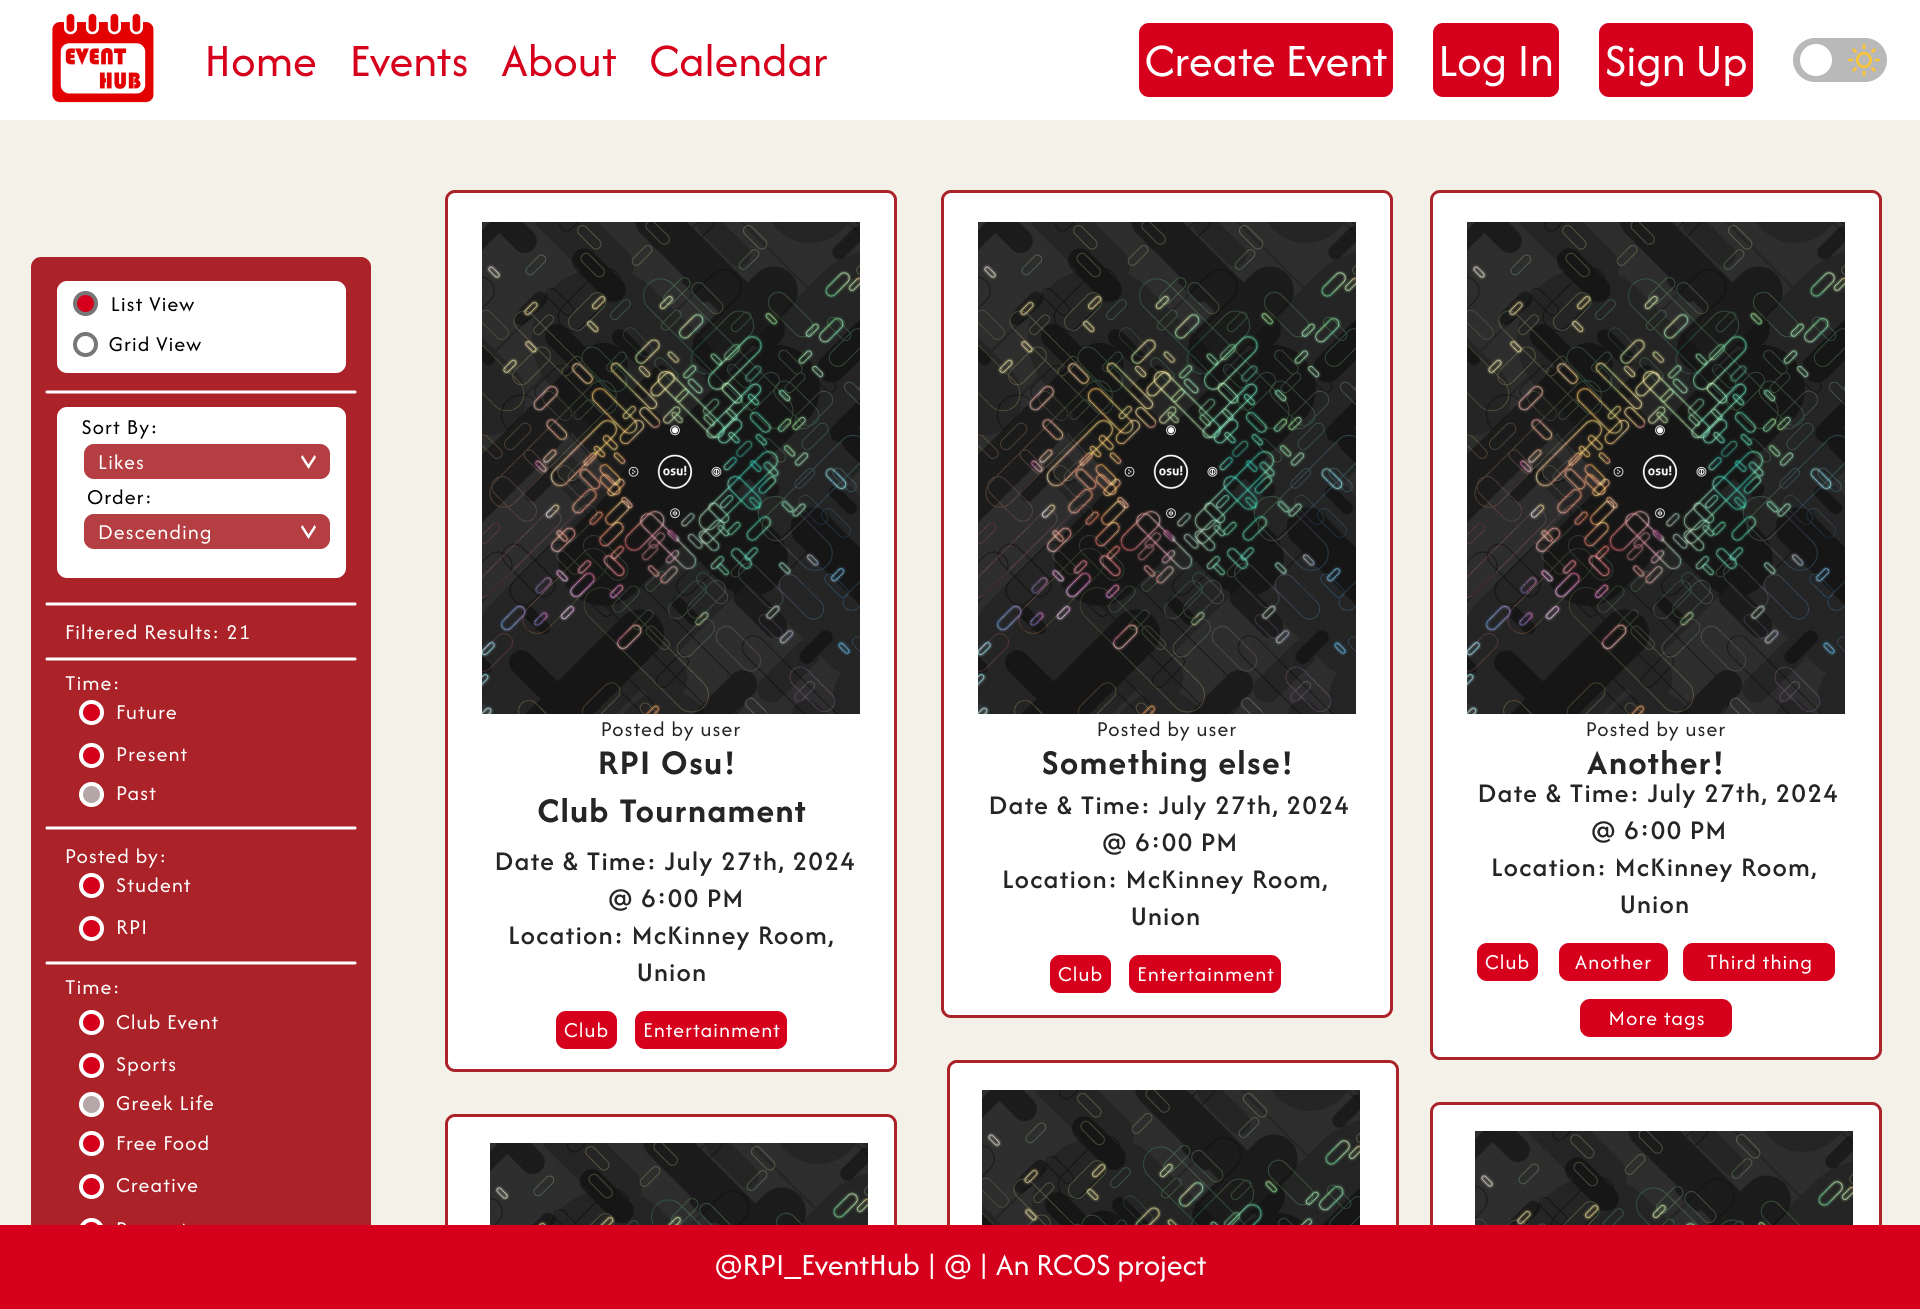 EVENT
HUB
Home Events About Calendar
Create Event
Log In
Sign Up
List View
Grid View
Sort By:
Likes
Order:
Descending
Filtered Results: 21
Time:
Future
Present
Past
Posted by:
Student
RPI
Time:
Club Event
Sports
Greek Life
Free Food
Creative
osu!
Posted by user
RPI Osu!
Club Tournament
Date & Time: July 27th, 2024
@ 6:00 PM
Location: McKinney Room,
Union
Club
Entertainment
osu!
Posted by user
Something else!
Date & Time: July 27th, 2024
@ 6:00 PM
Location: McKinney Room,
Union
Club
Entertainment
osu!
Posted by user
Another!
Date & Time: July 27th, 2024
@ 6:00 PM
Location: McKinney Room,
Union
Club
Another
Third thing
More tags
@RPI_EventHub | @ | An RCOS project